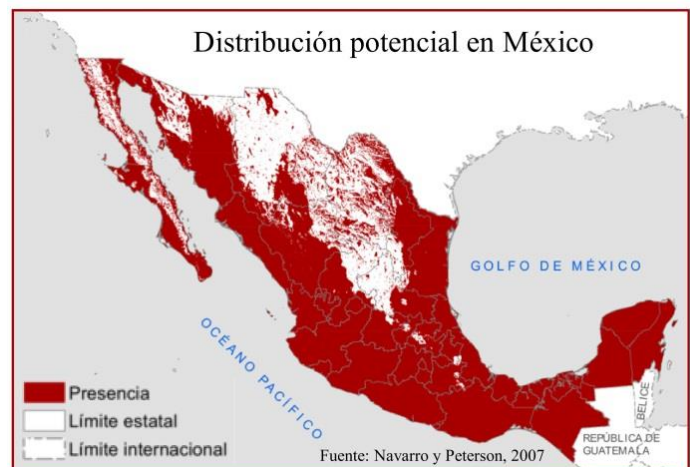 Distribución potencial en México
GOLFO DE MÉXICO
OCÉANO PACÍFICO
BELICE
Presencia
Límite estatal
Límite internacional
REPÚBLICA DE
GUATEMALA
Fuente: Navarro y Peterson, 2007